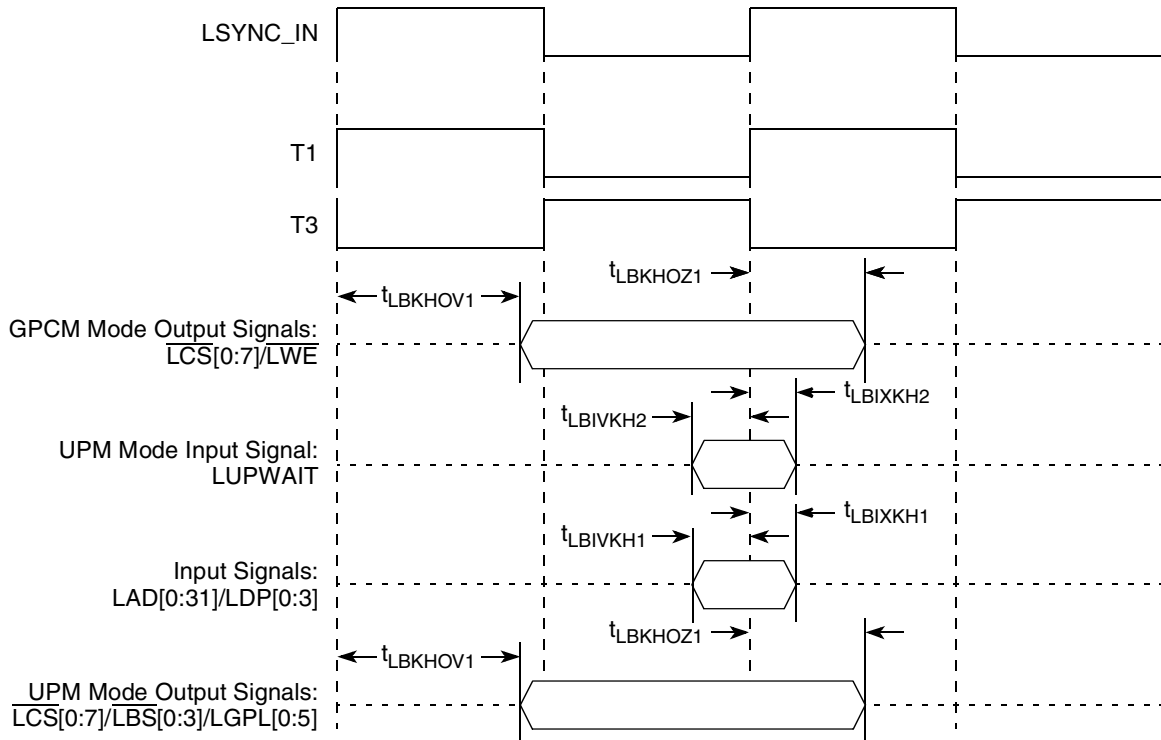 LSYNC_IN
T1
T3
tLBKHOZ1
tLBKHOV1
GPCM Mode Output Signals:
LCS[0:7]/LWE
tLBIXKH2
tLBIVKH2
UPM Mode Input Signal:
LUPWAIT
tLBIXKH1
tLBIVKH1
Input Signals:
LAD[0:31]/LDP[0:3]
tLBKHOZ1
tLBKHOV1
UPM Mode Output Signals:
LCS[0:7]/LBS[0:3]/LGPL[0:5]